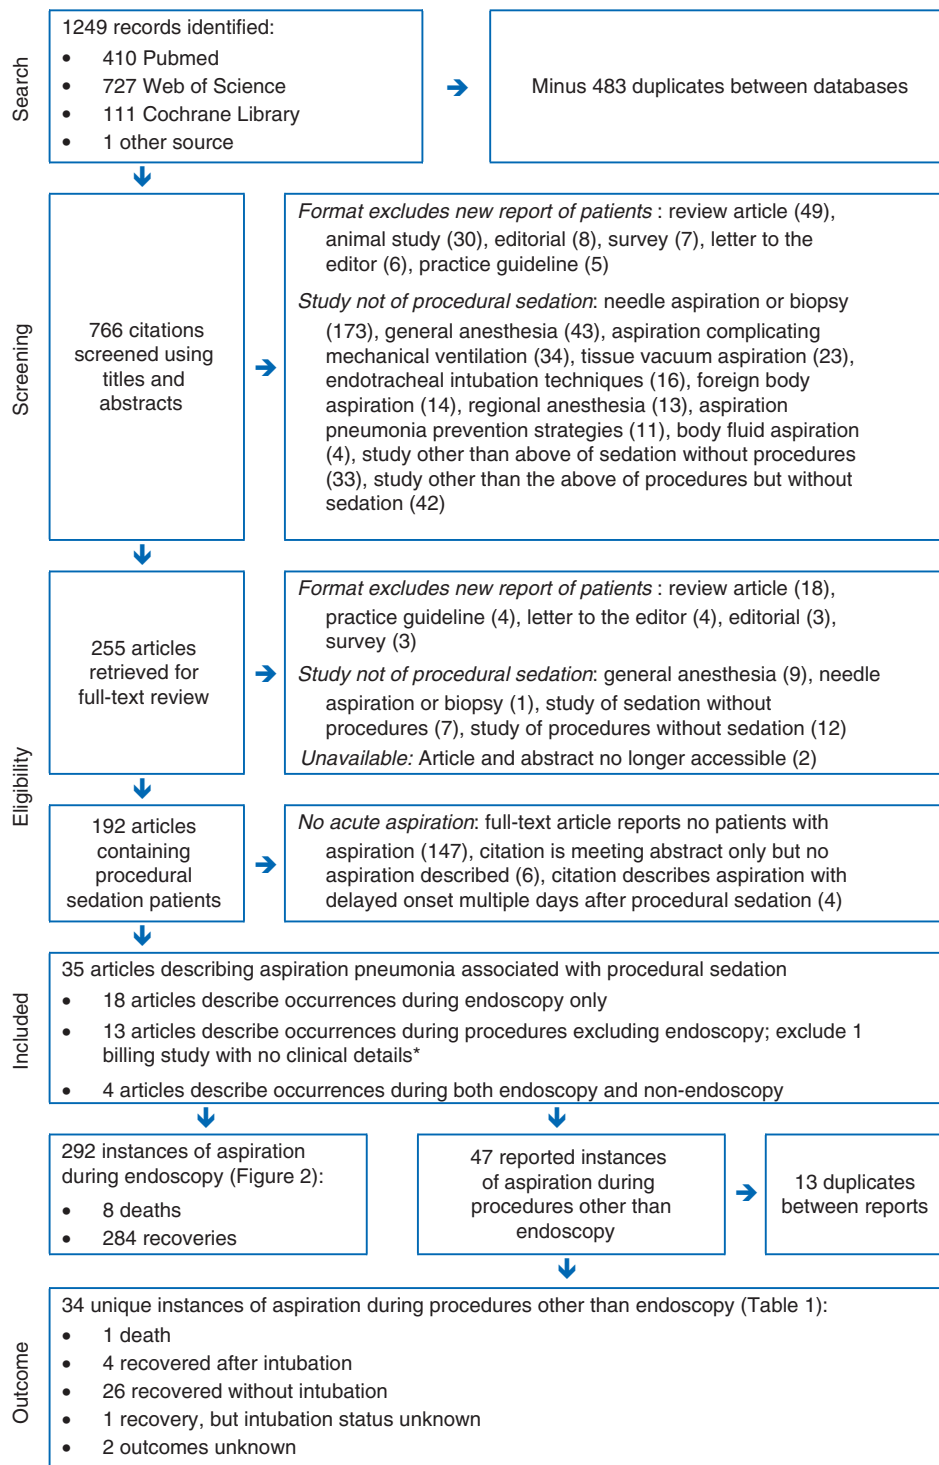 Search
1249 records identified:
• 410 Pubmed
• 727 Web of Science
• 111 Cochrane Library
• 1 other source
Minus 483 duplicates between databases
Screening
766 citations
screened using
titles and
abstracts
Format excludes new report of patients : review article (49),
animal study (30), editorial (8), survey (7), letter to the
editor (6), practice guideline (5)
Study not of procedural sedation: needle aspiration or biopsy
(173), general anesthesia (43), aspiration complicating
mechanical ventilation (34), tissue vacuum aspiration (23),
endotracheal intubation techniques (16), foreign body
aspiration (14), regional anesthesia (13), aspiration
pneumonia prevention strategies (11), body fluid aspiration
(4), study other than above of sedation without procedures
(33), study other than the above of procedures but without
sedation (42)
Eligibility
255 articles
retrieved for
full-text review
Format excludes new report of patients : review article (18),
practice guideline (4), letter to the editor (4), editorial (3),
survey (3)
Study not of procedural sedation: general anesthesia (9), needle
aspiration or biopsy (1), study of sedation without
procedures (7), study of procedures without sedation (12)
Unavailable: Article and abstract no longer accessible (2)
192 articles
containing
procedural
sedation patients
No acute aspiration: full-text article reports no patients with
aspiration (147), citation is meeting abstract only but no
aspiration described (6), citation describes aspiration with
delayed onset multiple days after procedural sedation (4)
Included
35 articles describing aspiration pneumonia associated with procedural sedation
• 18 articles describe occurrences during endoscopy only
• 13 articles describe occurrences during procedures excluding endoscopy; exclude 1
billing study with no clinical details*
• 4 articles describe occurrences during both endoscopy and non-endoscopy
292 instances of aspiration
during endoscopy (Figure 2):
• 8 deaths
• 284 recoveries
47 reported instances
of aspiration during
procedures other than
endoscopy
13 duplicates
between reports
Outcome
34 unique instances of aspiration during procedures other than endoscopy (Table 1):
• 1 death
• 4 recovered after intubation
• 26 recovered without intubation
• 1 recovery, but intubation status unknown
• 2 outcomes unknown